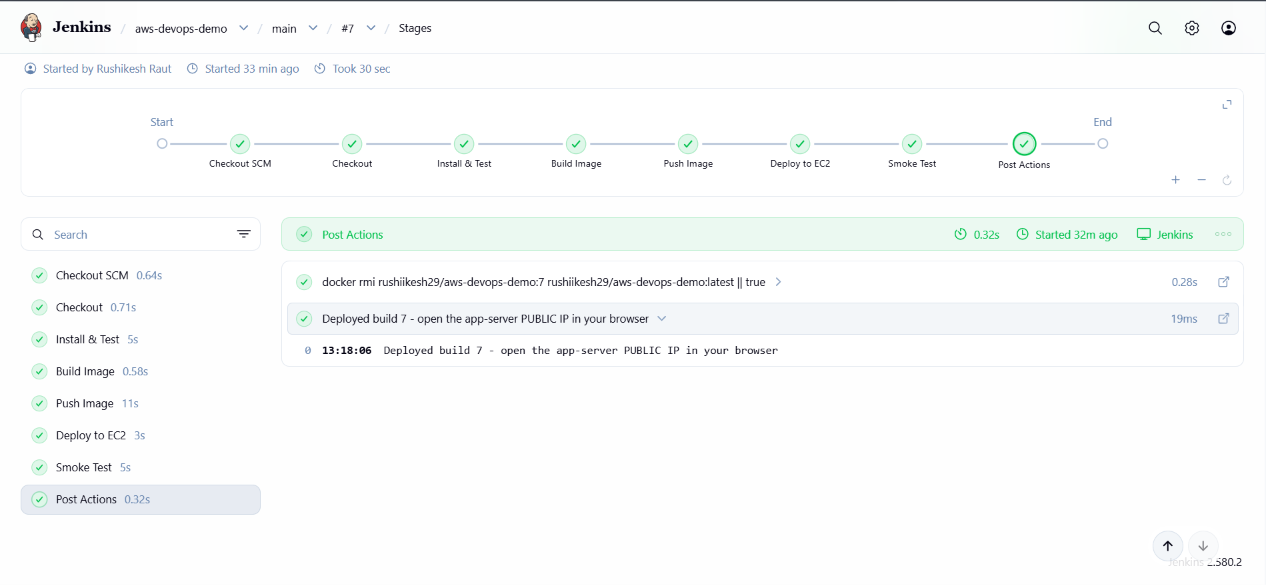 Jenkins / aws-devops-demo / main / #7 / Stages
Started by Rushikesh Raut Started 33 min ago Took 30 sec
Start End
Checkout SCM Checkout Install & Test Build Image Push Image Deploy to EC2 Smoke Test Post Actions
Search
Checkout SCM 0.64s
Checkout 0.71s
Install & Test 5s
Build Image 0.58s
Push Image 11s
Deploy to EC2 3s
Smoke Test 5s
Post Actions 0.32s
Post Actions 0.32s Started 32m ago Jenkins
docker rmi rushiikesh29/aws-devops-demo:7 rushiikesh29/aws-devops-demo:latest || true 0.28s
Deployed build 7 - open the app-server PUBLIC IP in your browser 19ms
0 13:18:06 Deployed build 7 - open the app-server PUBLIC IP in your browser
Jenkins 2.580.2